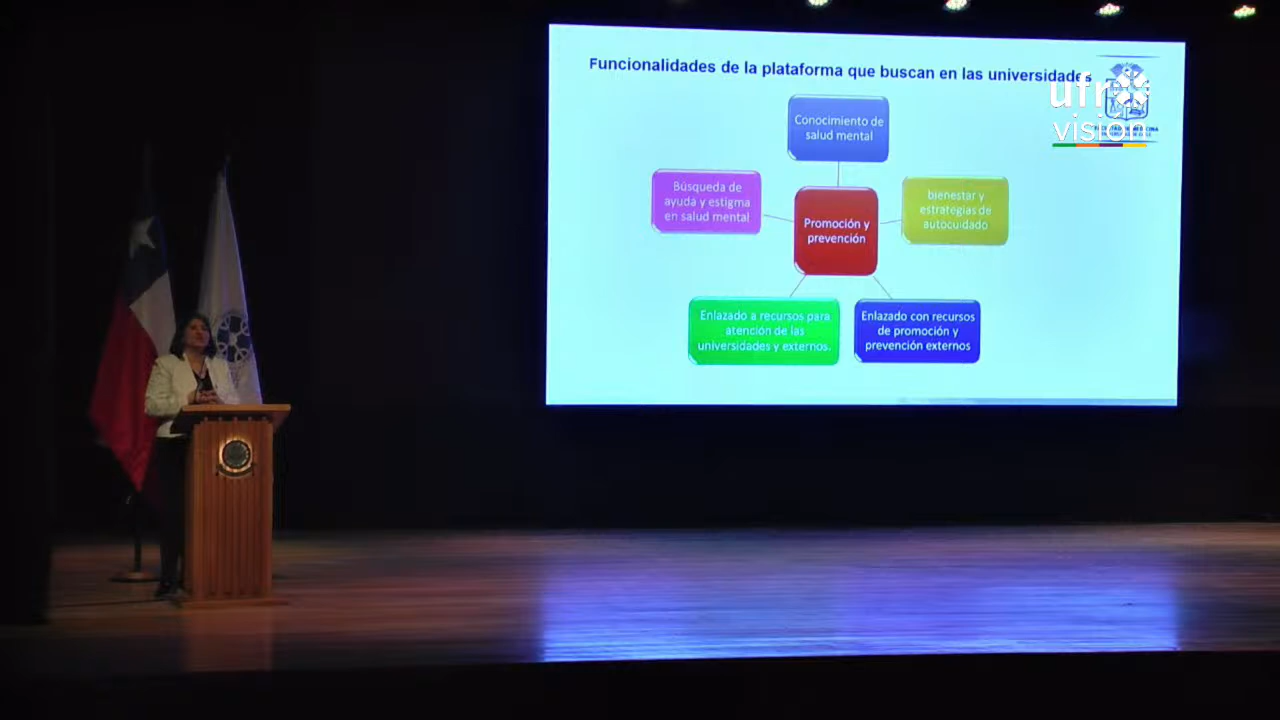 Funcionalidades de la plataforma que buscan en las universidades
ufro
visión
Conocimiento de
salud mental
Búsqueda de
ayuda y estigma
en salud mental
bienestar y
estrategias de
autocuidado
Promoción y
prevención
Enlazado a recursos para
atención de las
universidades y externos.
Enlazado con recursos
de promoción y
prevención externos